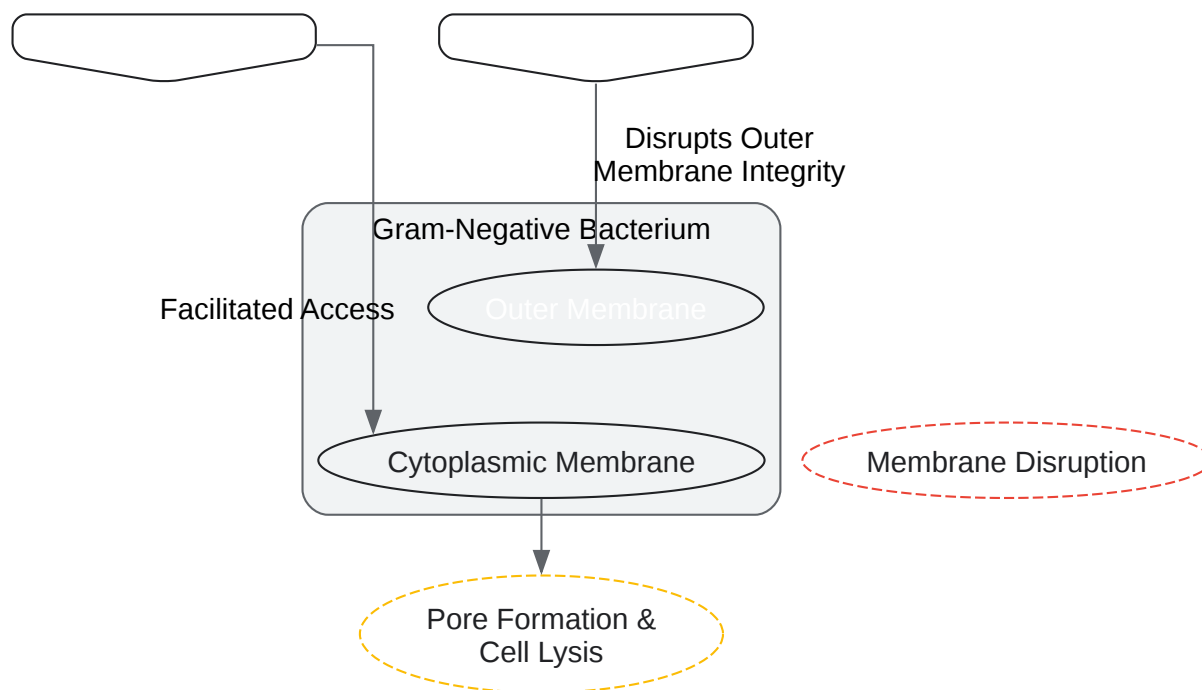 Disrupts Outer
Membrane Integrity
Gram-Negative Bacterium
Facilitated Access
Outer Membrane
Cytoplasmic Membrane
Membrane Disruption
Pore Formation &
Cell Lysis